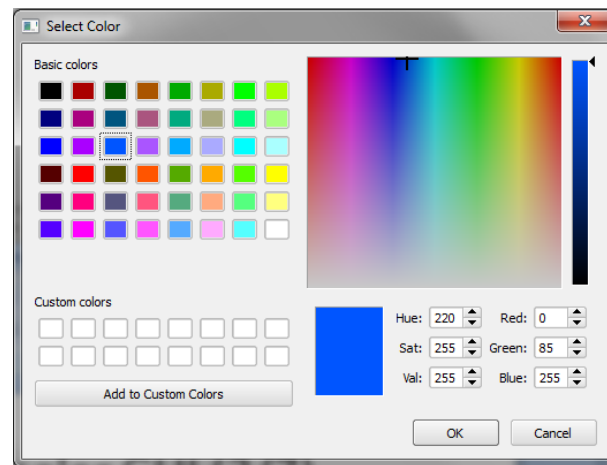 Select Color
Basic colors
Custom colors
Add to Custom Colors
Hue: 220 Red: 0
Sat: 255 Green: 85
Val: 255 Blue: 255
OK Cancel